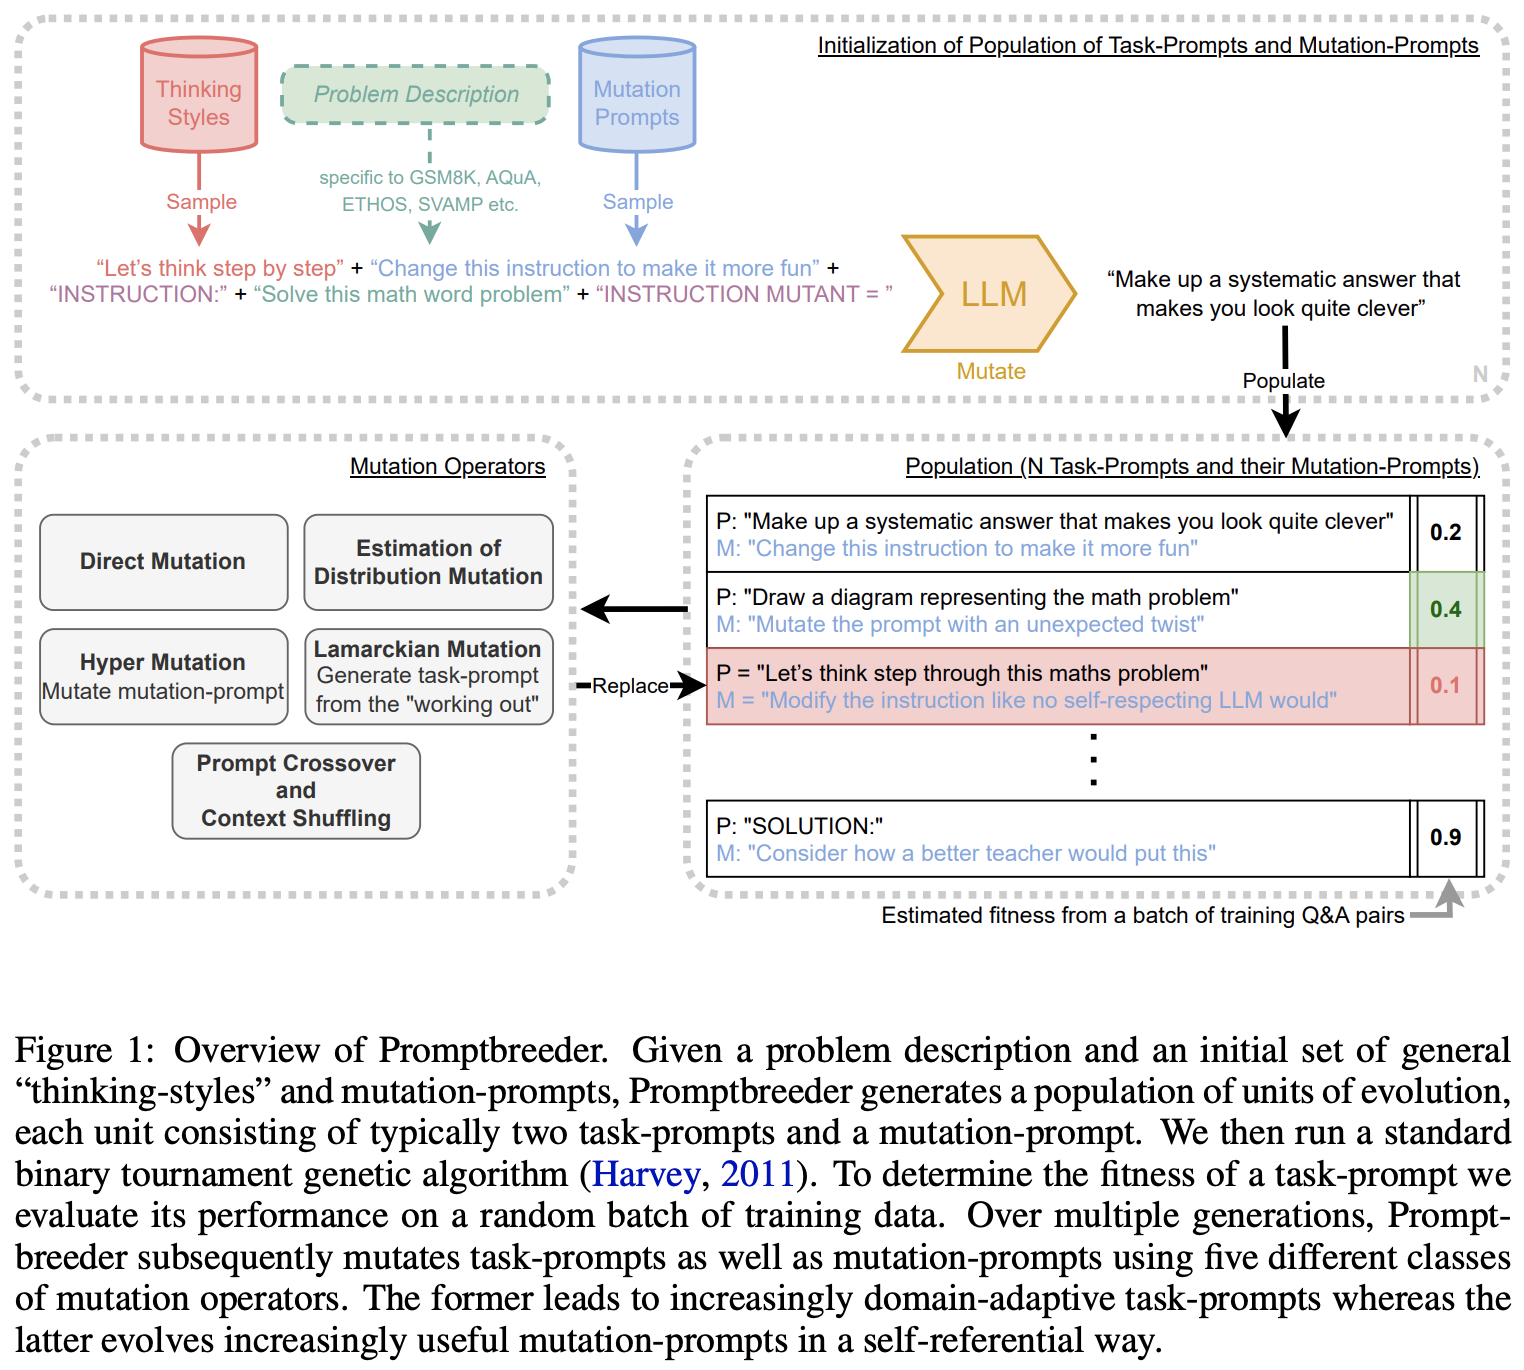 Initialization of Population of Task-Prompts and Mutation-Prompts
Thinking
Styles
Problem Description
Mutation
Prompts
specific to GSM8K, AQuA,
ETHOS, SVAMP etc.
Sample
Sample
“Let’s think step by step” + “Change this instruction to make it more fun” +
“INSTRUCTION:” + “Solve this math word problem” + “INSTRUCTION MUTANT = ”
LLM
Mutate
“Make up a systematic answer that
makes you look quite clever”
Populate
N
Mutation Operators
Direct Mutation
Estimation of
Distribution Mutation
Hyper Mutation
Mutate mutation-prompt
Lamarckian Mutation
Generate task-prompt
from the "working out"
Prompt Crossover
and
Context Shuffling
Replace
Population (N Task-Prompts and their Mutation-Prompts)
P: "Make up a systematic answer that makes you look quite clever"
M: "Change this instruction to make it more fun"
0.2
P: "Draw a diagram representing the math problem"
M: "Mutate the prompt with an unexpected twist"
0.4
P = "Let’s think step through this maths problem"
M = "Modify the instruction like no self-respecting LLM would"
0.1
P: "SOLUTION:"
M: "Consider how a better teacher would put this"
0.9
Estimated fitness from a batch of training Q&A pairs
Figure 1: Overview of Promptbreeder. Given a problem description and an initial set of general
“thinking-styles” and mutation-prompts, Promptbreeder generates a population of units of evolution,
each unit consisting of typically two task-prompts and a mutation-prompt. We then run a standard
binary tournament genetic algorithm (Harvey, 2011). To determine the fitness of a task-prompt we
evaluate its performance on a random batch of training data. Over multiple generations, Prompt-
breeder subsequently mutates task-prompts as well as mutation-prompts using five different classes
of mutation operators. The former leads to increasingly domain-adaptive task-prompts whereas the
latter evolves increasingly useful mutation-prompts in a self-referential way.